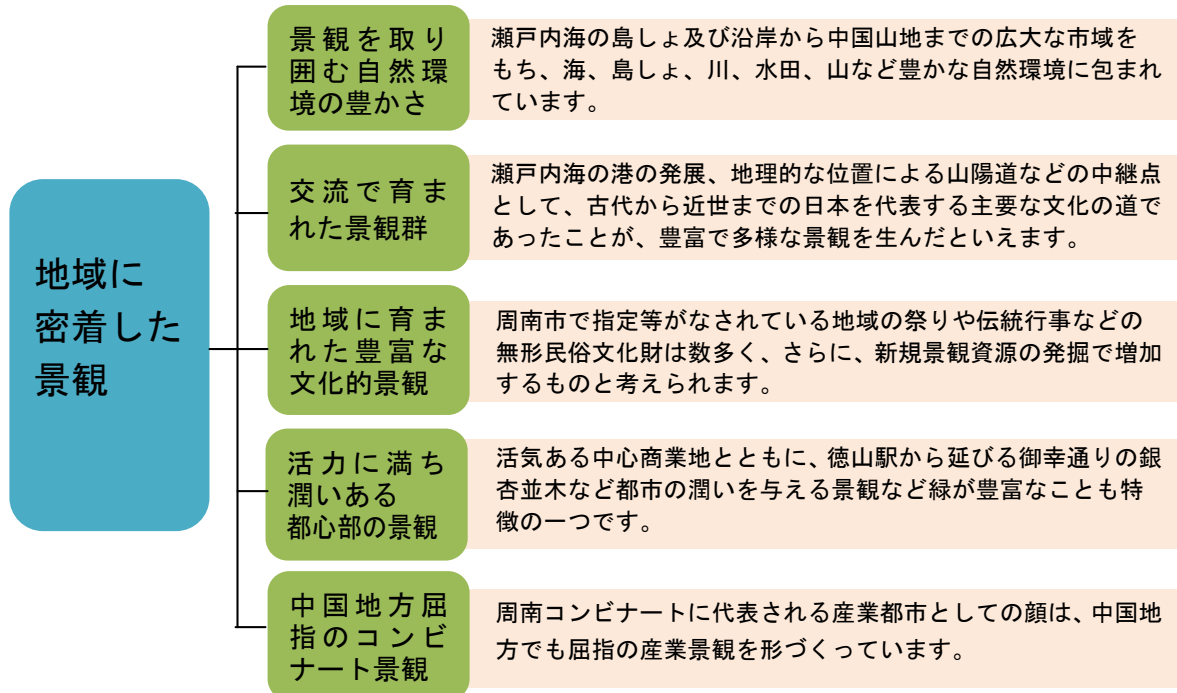 地域に
密着した
景観
景観を取り
囲む自然環
境の豊かさ
瀬戸内海の島しょ及び沿岸から中国山地までの広大な市域を
もち、海、島しょ、川、水田、山など豊かな自然環境に包まれ
ています。
交流で育ま
れた景観群
瀬戸内海の港の発展、地理的な位置による山陽道などの中継点
として、古代から近世までの日本を代表する主要な文化の道で
あったことが、豊富で多様な景観を生んだといえます。
地域に育ま
れた豊富な
文化的景観
周南市で指定等がなされている地域の祭りや伝統行事などの
無形民俗文化財は数多く、さらに、新規景観資源の発掘で増加
するものと考えられます。
活力に満ち
潤いある
都心部の景観
活気ある中心商業地とともに、徳山駅から延びる御幸通りの銀
杏並木など都市の潤いを与える景観など緑が豊富なことも特
徴の一つです。
中国地方屈
指のコンビ
ナート景観
周南コンビナートに代表される産業都市としての顔は、中国地
方でも屈指の産業景観を形づくっています。